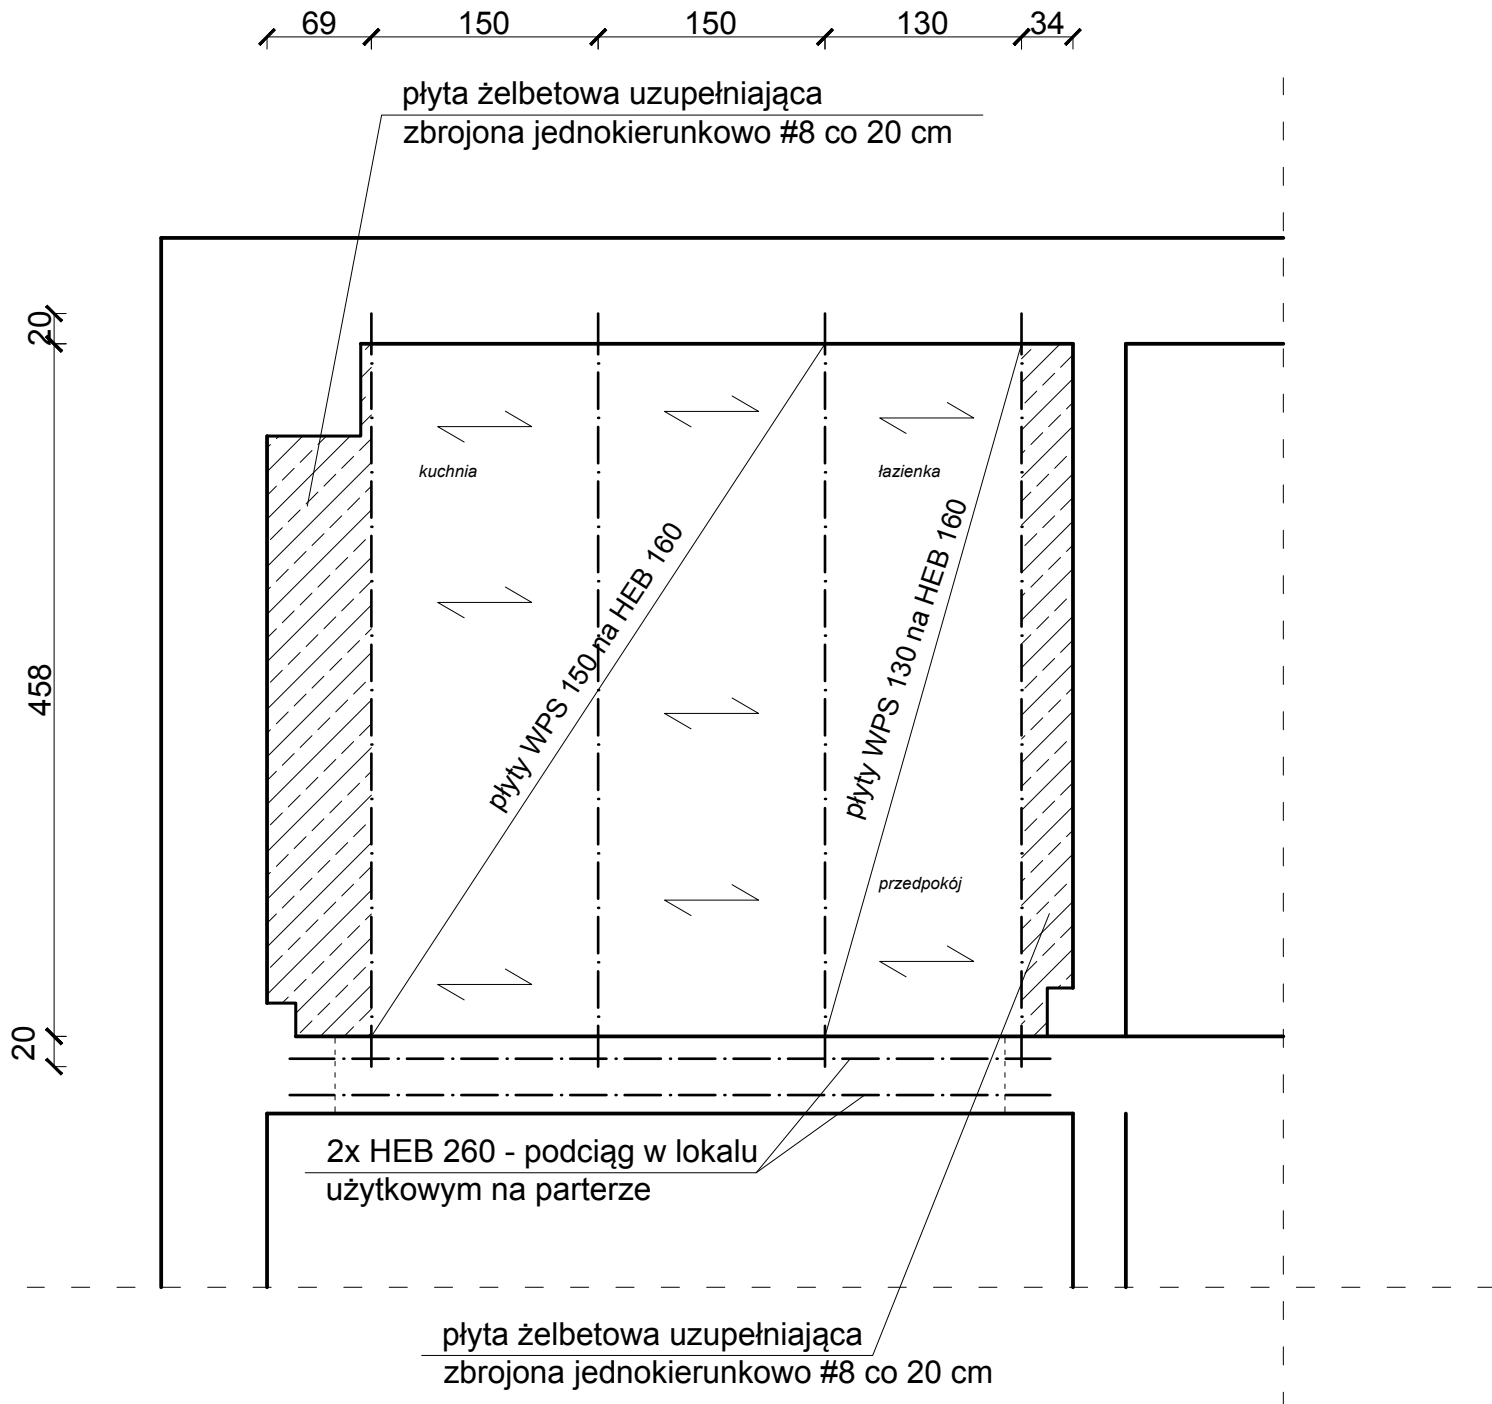 69 150 150 130 34
płyta żelbetowa uzupełniająca
zbrojona jednokierunkowo #8 co 20 cm
20
kuchnia
łazienka
płyty WPS 150 na HEB 160
płyty WPS 130 na HEB 160
458
przedpokój
20
2x HEB 260 - podciąg w lokalu
użytkowym na parterze
płyta żelbetowa uzupełniająca
zbrojona jednokierunkowo #8 co 20 cm